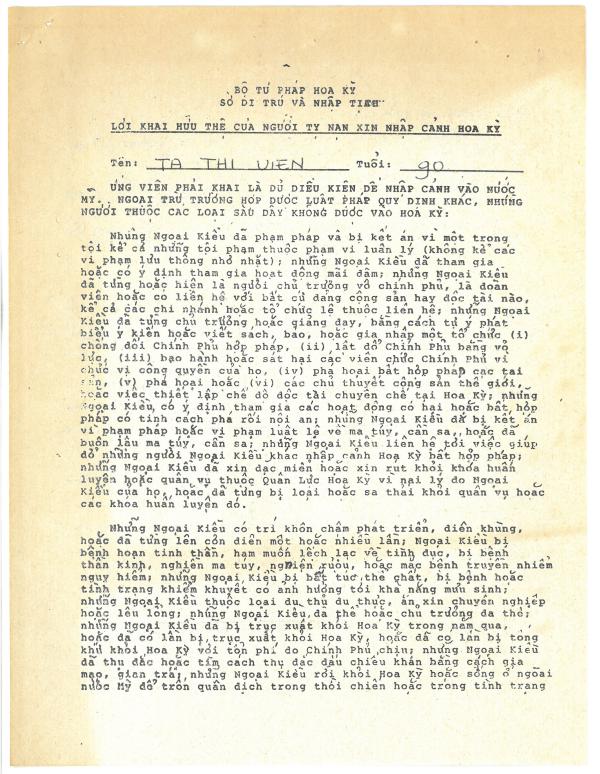 BỘ TƯ PHÁP HOA KỲ
SỞ DI TRÚ VÀ NHẬP TỊCH
LỜI KHAI HỮU THỆ CỦA NGƯỜI TỴ NẠN XIN NHẬP CẢNH HOA KỲ
Tên: TA THI VIEN Tuổi: 90
ỨNG VIÊN PHẢI KHAI LÀ ĐỦ ĐIỀU KIỆN ĐỂ NHẬP CẢNH VÀO NƯỚC
MỸ. NGOẠI TRỪ TRƯỜNG HỢP ĐƯỢC LUẬT PHÁP QUY ĐỊNH KHÁC, NHỮNG
NGƯỜI THUỘC CÁC LOẠI SAU ĐÂY KHÔNG ĐƯỢC VÀO HOA KỲ:
Những Ngoại Kiều đã phạm pháp và bị kết án vì một trong
tội kể cả những tội phạm thuộc phạm vi luân lý (không kể các
vi phạm lưu thông nhỏ nhặt); những Ngoại Kiều đã tham gia
hoặc có ý định tham gia hoạt động mãi dâm; những Ngoại Kiều
đã từng hoặc hiện là người chủ trương vô chính phủ, là đoàn
viên hoặc có liên hệ với bất cứ đảng cộng sản hay độc tài nào,
kể cả các chi nhánh hoặc tổ chức lệ thuộc liên hệ; những Ngoại
Kiều đã từng chủ trương hoặc giảng dạy, bằng cách tự ý phát
biểu ý kiến hoặc viết sách, báo, hoặc gia nhập một tổ chức (i)
chống đối Chính Phủ hợp pháp, (ii) lật đổ Chính Phủ bằng võ
lực, (iii) bạo hành hoặc sát hại các viên chức Chính Phủ vì
chức vị công quyền của họ, (iv) phá hoại bất hợp pháp các tài
sản, (v) phá hoại hoặc (vi) các chủ thuyết cộng sản thế giới,
hoặc việc thiết lập chế độ độc tài chuyên chế tại Hoa Kỳ; những
Ngoại Kiều có ý định tham gia các hoạt động có hại hoặc bất hợp
pháp có tính cách phá rối nội an; những Ngoại Kiều đã bị kết án
vi phạm pháp hoặc vi phạm luật lệ về ma túy, cần sa, hoặc đã
buôn lậu ma túy, cần sa; những Ngoại Kiều liên hệ tới việc giúp
đỡ những người Ngoại Kiều khác nhập cảnh Hoa Kỳ bất hợp pháp;
những Ngoại Kiều đã xin đặc miễn hoặc xin rút khỏi khóa huấn
luyện hoặc quân vụ thuộc Quân Lực Hoa Kỳ vì nại lý do Ngoại
Kiều của họ, hoặc đã từng bị loại hoặc sa thải khỏi quân vụ hoặc
các khóa huấn luyện đó.
Những Ngoại Kiều có trí khôn chậm phát triển, điên khùng,
hoặc đã từng lên cơn điên một hoặc nhiều lần; Ngoại Kiều bị
bệnh hoạn tinh thần, ham muốn lệch lạc về tình dục, bị bệnh
thần kinh, nghiện ma túy, nghiện rượu, hoặc mắc bệnh truyền nhiễm
nguy hiểm; những Ngoại Kiều bị bất túc thể chất, bị bệnh hoặc
tình trạng khiếm khuyết có ảnh hưởng tới khả năng mưu sinh;
những Ngoại Kiều thuộc loại du thủ du thực, ăn xin chuyên nghiệp
hoặc lêu lổng; những Ngoại Kiều đa thê hoặc chủ trương đa thê;
những Ngoại Kiều đã bị trục xuất khỏi Hoa Kỳ trong năm qua,
hoặc đã có lần bị trục xuất khỏi Hoa Kỳ, hoặc đã có lần bị tống
khứ khỏi Hoa Kỳ với tổn phí do Chính Phủ chịu; những Ngoại Kiều
đã thụ đắc hoặc tìm cách thụ đắc dấu chiếu khán bằng cách giả
mạo, gian trá; những Ngoại Kiều rời khỏi Hoa Kỳ hoặc sống ở ngoài
nước Mỹ để trốn quân dịch trong thời chiến hoặc trong tình trạng